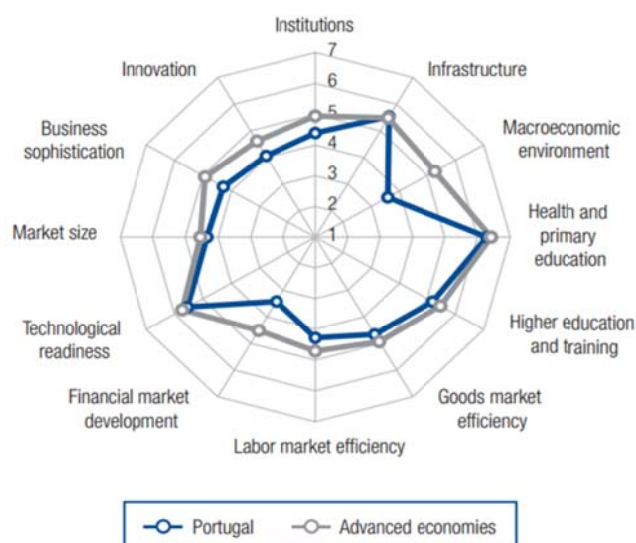 Institutions
Infrastructure
Macroeconomic
environment
Health and
primary
education
Higher education
and training
Goods market
efficiency
Labor market efficiency
Financial market
development
Technological
readiness
Market size
Business
sophistication
Innovation
7
6
5
4
3
2
1
Portugal
Advanced economies